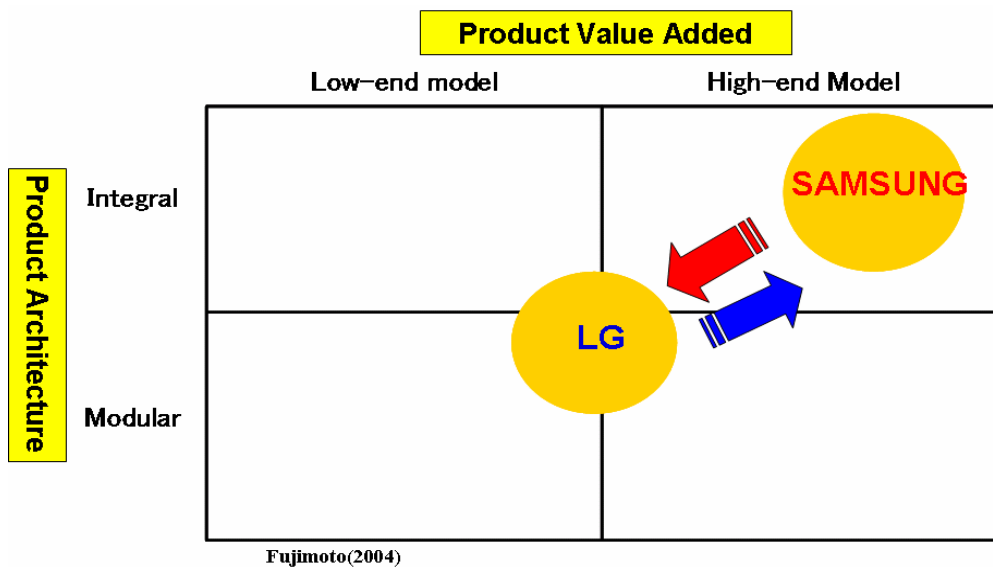 Product Value Added
Low-end model
High-end Model
Product Architecture
Integral
SAMSUNG
LG
Modular
Fujimoto(2004)